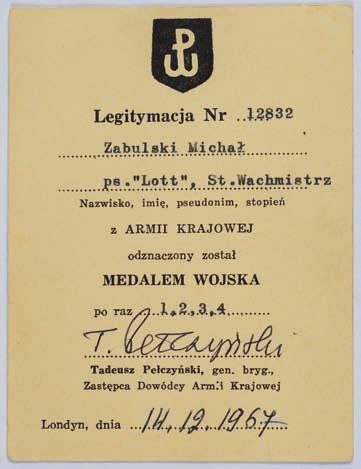 Legitymacja Nr 12832
Zabulski Michał
ps."Lott", St.Wachmistrz
Nazwisko, imię, pseudonim, stopień
z ARMII KRAJOWEJ
odznaczony został
MEDALEM WOJSKA
po raz 1,2,3,4
T. Pełczyński
Tadeusz Pełczyński, gen. bryg.,
Zastępca Dowódcy Armii Krajowej
Londyn, dnia 14.12.1967